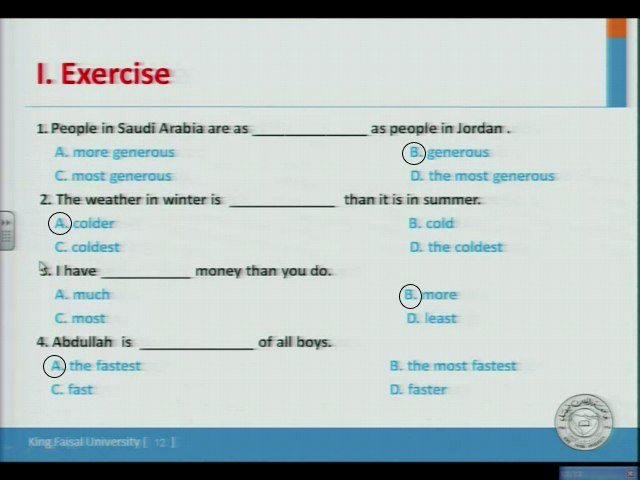 I. Exercise
1. People in Saudi Arabia are as ______________ as people in Jordan .
A. more generous B. generous
C. most generous D. the most generous
2. The weather in winter is _____________ than it is in summer.
A. colder B. cold
C. coldest D. the coldest
3. I have ___________ money than you do.
A. much B. more
C. most D. least
4. Abdullah is ______________ of all boys.
A. the fastest B. the most fastest
C. fast D. faster
King Faisal University [ 12 ]